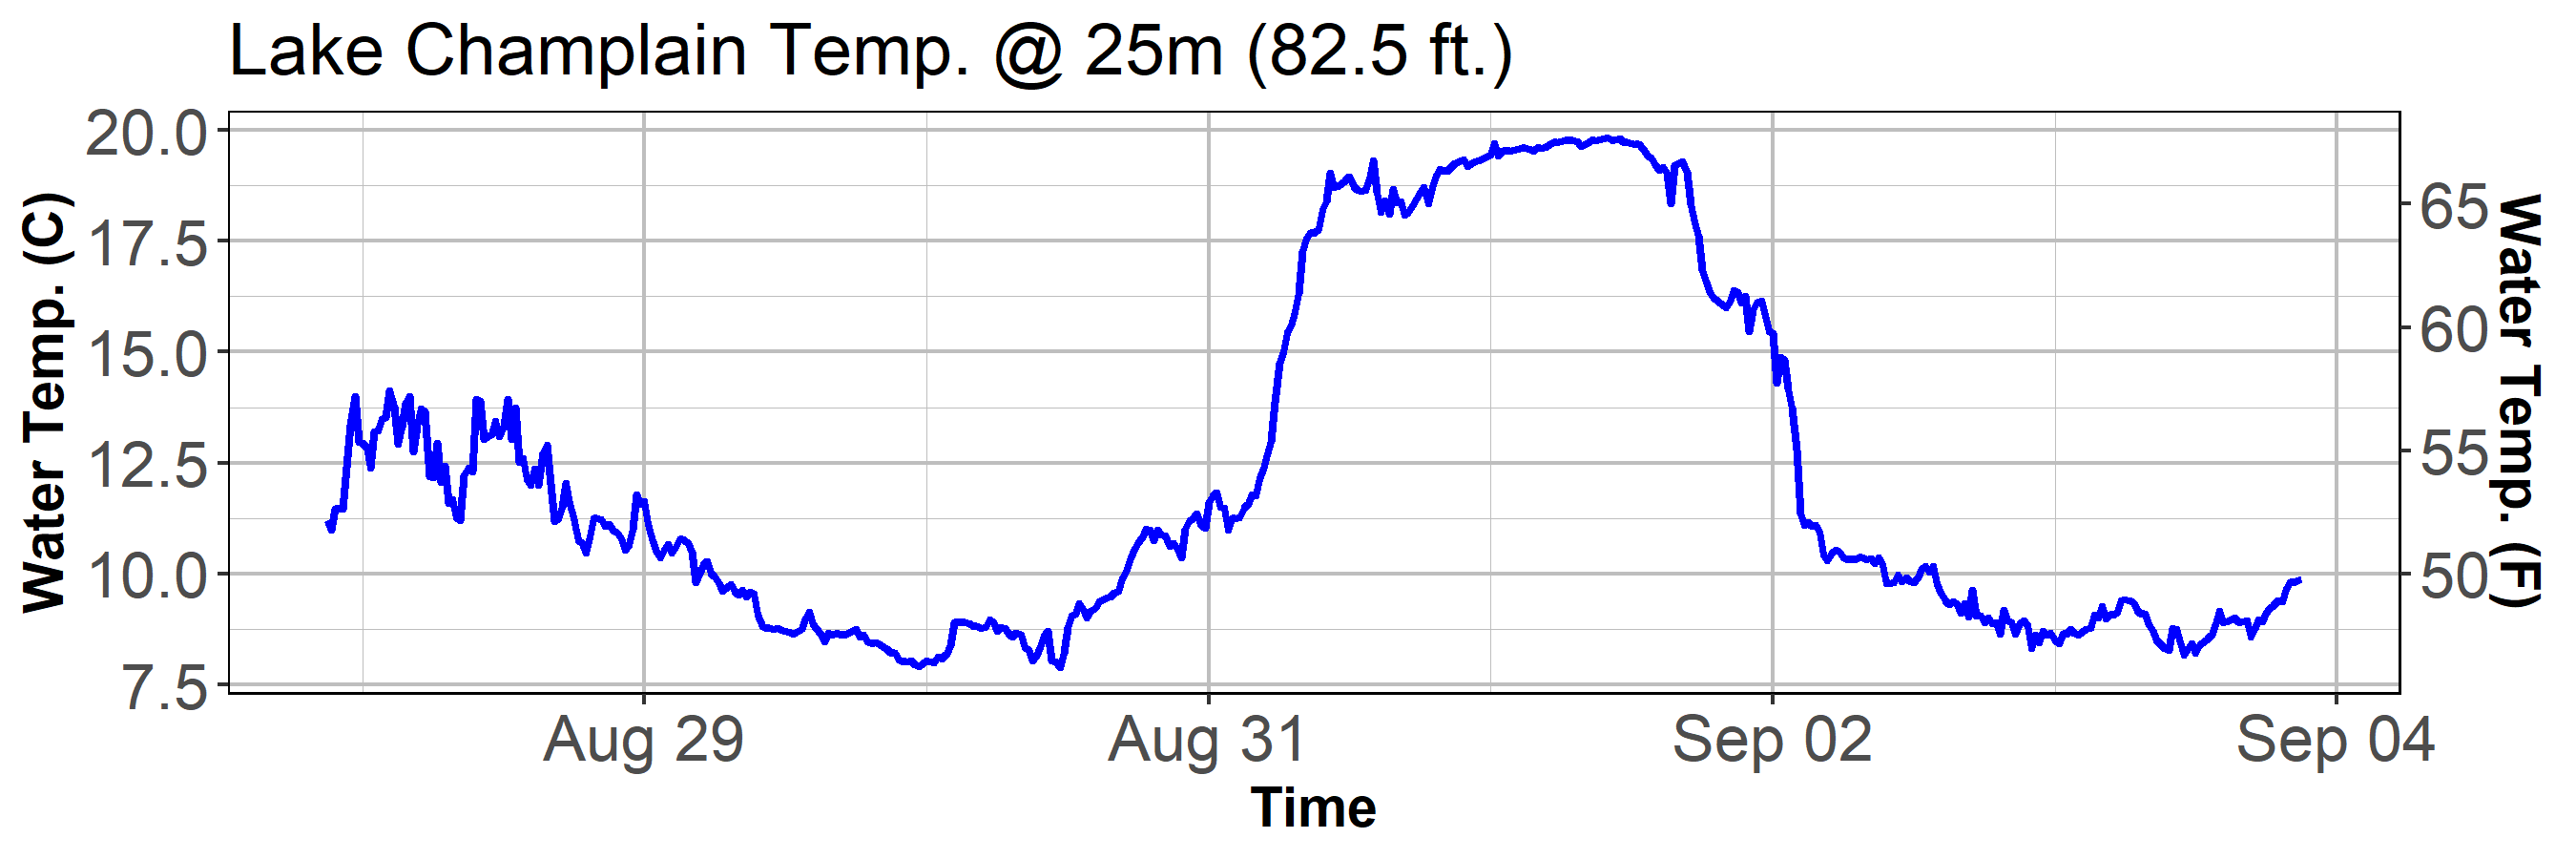 Lake Champlain Temp. @ 25m (82.5 ft.)
Water Temp. (C)
20.0
17.5
15.0
12.5
10.0
7.5
65
60
55
50
Water Temp. (F)
Aug 29
Aug 31
Sep 02
Sep 04
Time